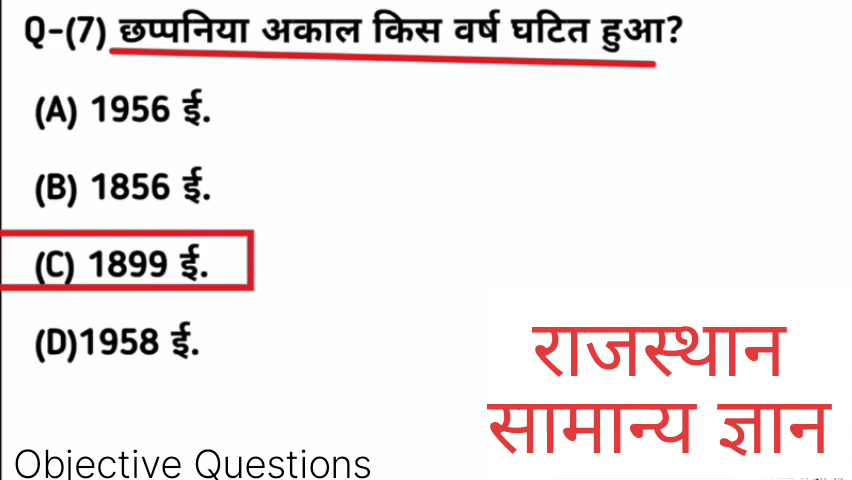 Q-(7) छप्पनिया अकाल किस वर्ष घटित हुआ?
(A) 1956 ई.
(B) 1856 ई.
(C) 1899 ई.
(D)1958 ई.
राजस्थान
सामान्य ज्ञान
Objective Questions